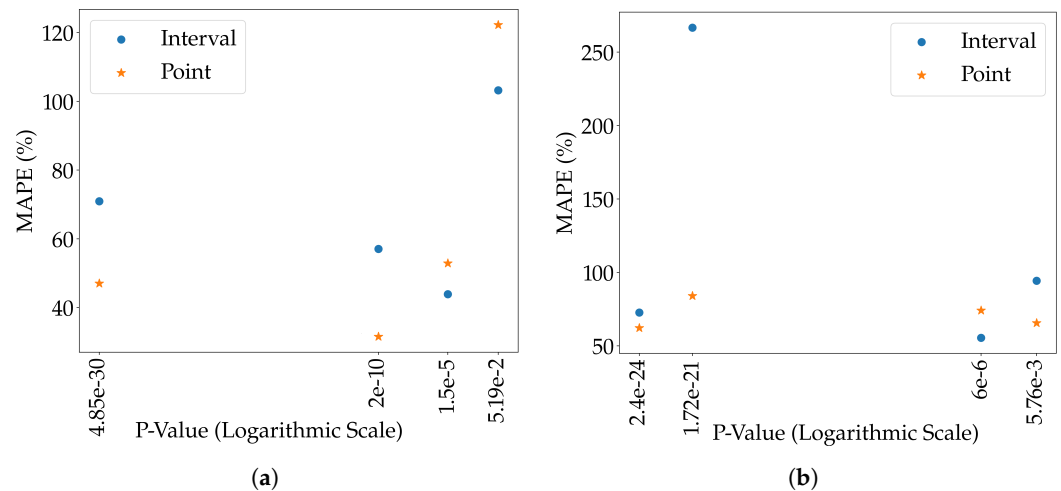 120
100
80
60
40
MAPE (%)
Interval
Point
4.85e-30
2e-10
1.5e-5
5.19e-2
P-Value (Logarithmic Scale)
(a)
250
200
150
100
50
MAPE (%)
Interval
Point
2.4e-24
1.72e-21
6e-6
5.76e-3
P-Value (Logarithmic Scale)
(b)